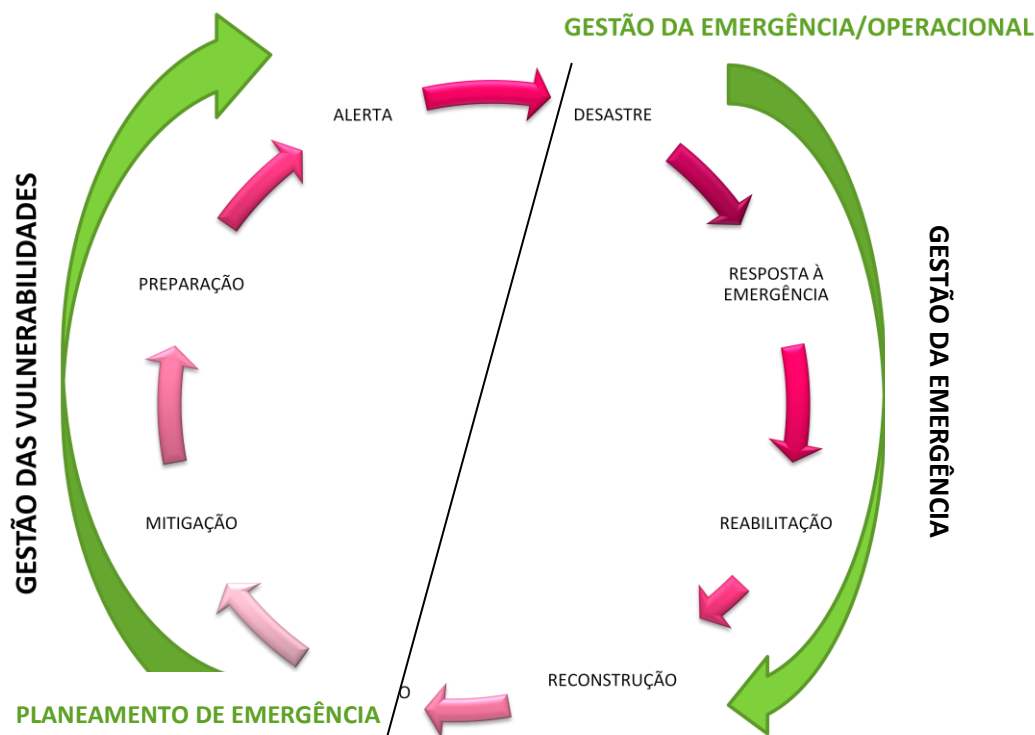 GESTÃO DA EMERGÊNCIA/OPERACIONAL
ALERTA
DESASTRE
GESTÃO DAS VULNERABILIDADES
PREPARAÇÃO
RESPOSTA À
EMERGÊNCIA
GESTÃO DA EMERGÊNCIA
MITIGAÇÃO
REABILITAÇÃO
RECONSTRUÇÃO
O
PLANEAMENTO DE EMERGÊNCIA